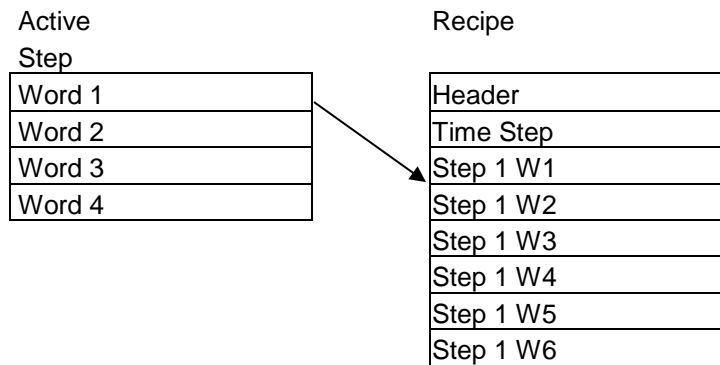 Active
Step
Word 1
Word 2
Word 3
Word 4
Recipe
Header
Time Step
Step 1 W1
Step 1 W2
Step 1 W3
Step 1 W4
Step 1 W5
Step 1 W6